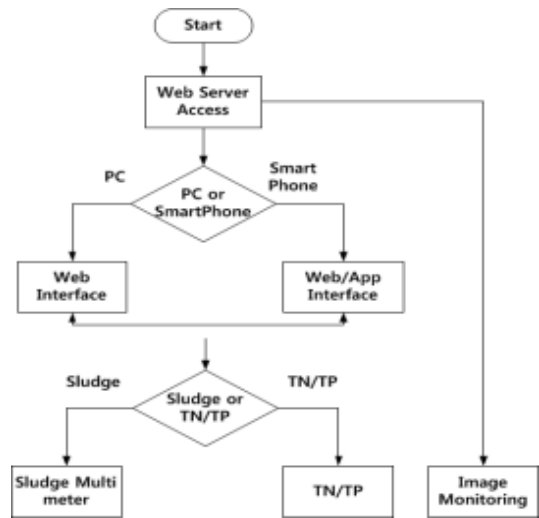 Start
Web Server
Access
PC
Smart
Phone
PC or
SmartPhone
Web
Interface
Web/App
Interface
Sludge
TN/TP
Sludge or
TN/TP
Sludge Multi
meter
TN/TP
Image
Monitoring